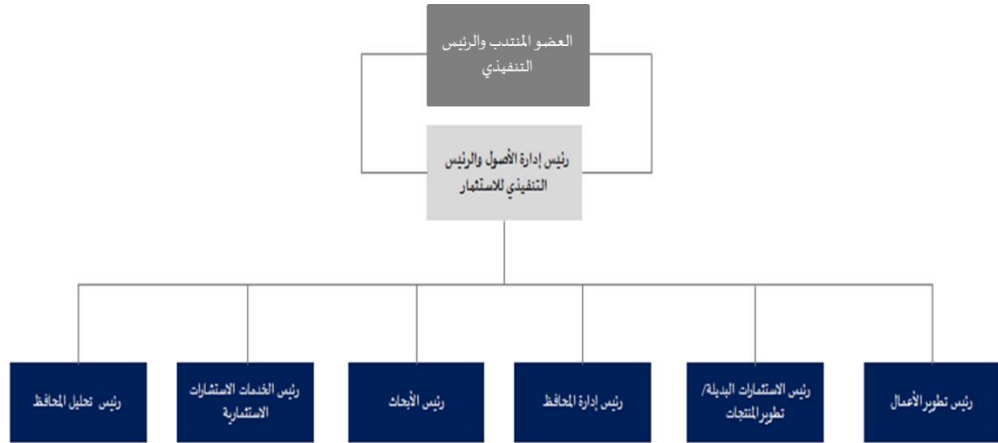 العضو المنتدب والرئيس
التنفيذي
رئيس إدارة الأصول والرئيس
التنفيذي للاستثمار
رئيس تطوير الأعمال
رئيس الاستثمارات البديلة/
تطوير المنتجات
رئيس إدارة المحافظ
رئيس الأبحاث
رئيس الخدمات الاستشارات
الاستثمارية
رئيس تحليل المحافظ